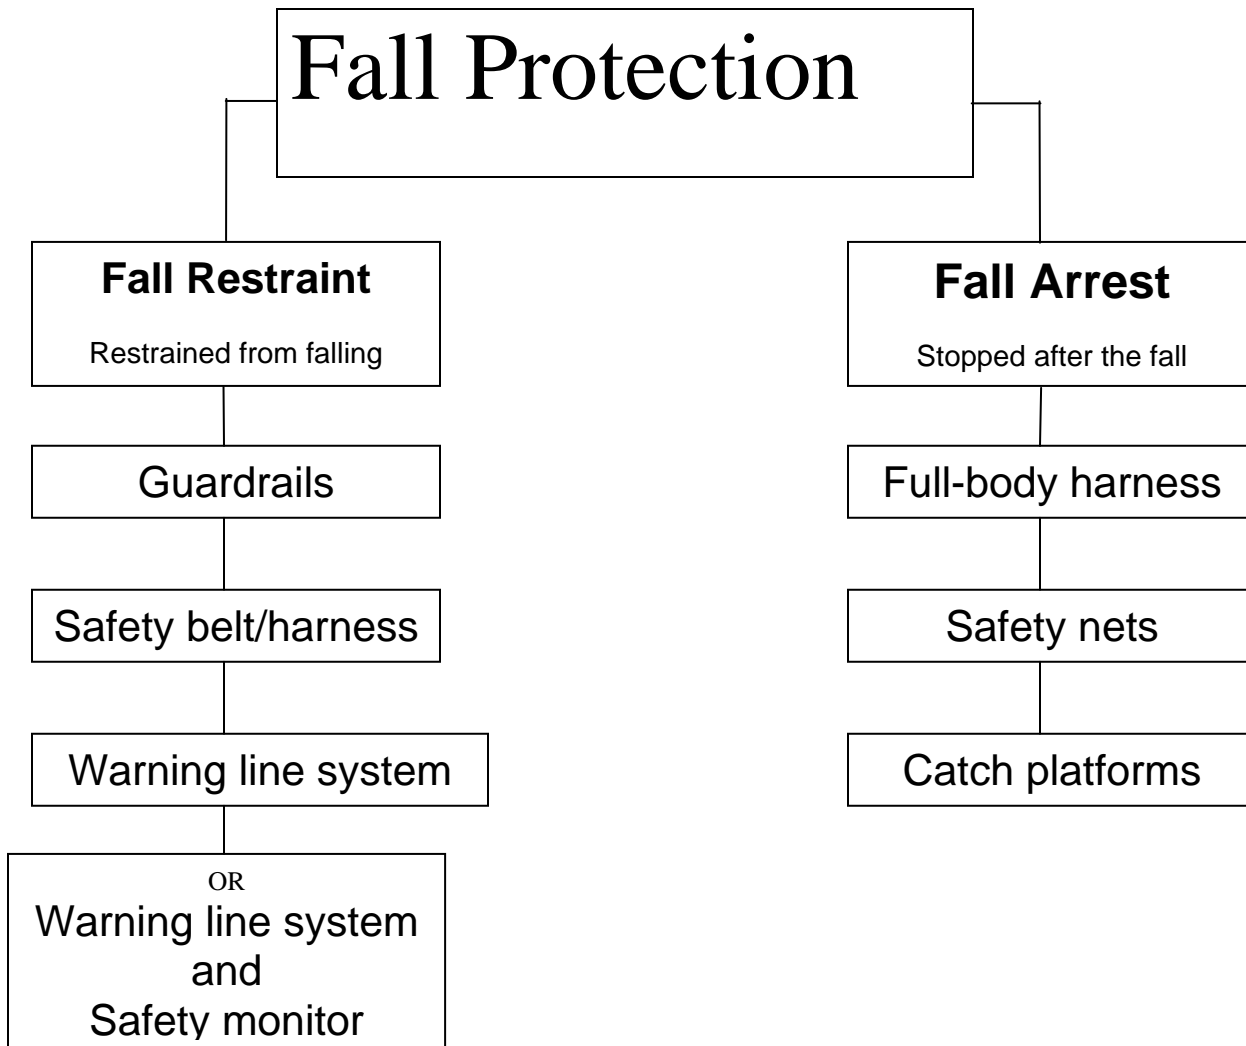 Fall Protection
Fall Restraint
Restrained from falling
Guardrails
Safety belt/harness
Warning line system
OR
Warning line system
and
Safety monitor
Fall Arrest
Stopped after the fall
Full-body harness
Safety nets
Catch platforms